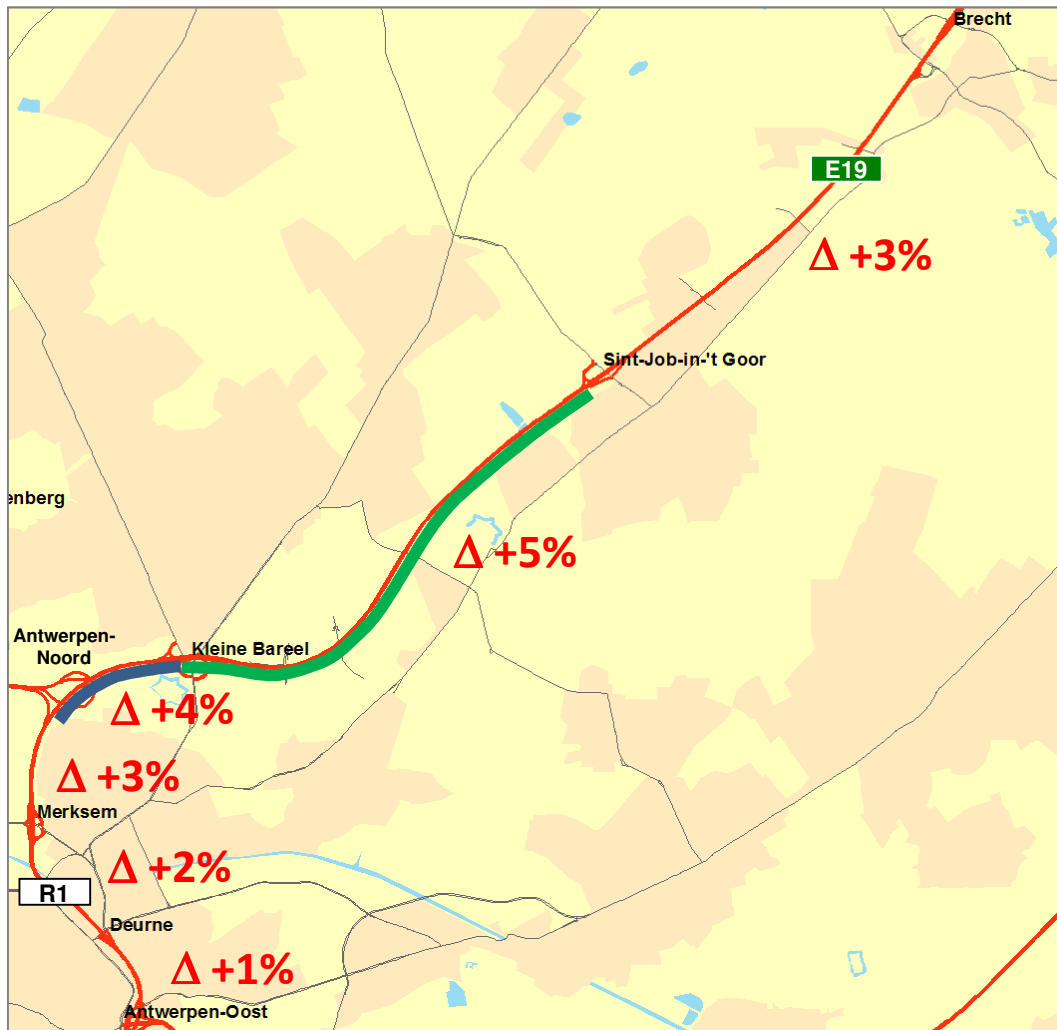 Brecht
E19
Δ +3%
Sint-Job-in-'t Goor
enberg
Δ +5%
Antwerpen-
Noord
Kleine Bareel
Δ +4%
Δ +3%
Merksem
Δ +2%
R1
Deurne
Δ +1%
Antwerpen-Oost